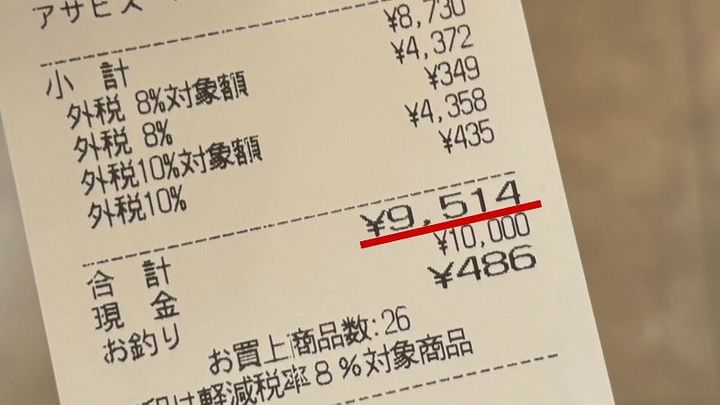 アサヒス
小計 ¥8,730
外税 8%対象額 ¥4,372
外税 8% ¥349
外税10%対象額 ¥4,358
外税10% ¥435
合計 ¥9,514
現金 ¥10,000
お釣り ¥486
お買上商品数:26
は軽減税率8%対象商品